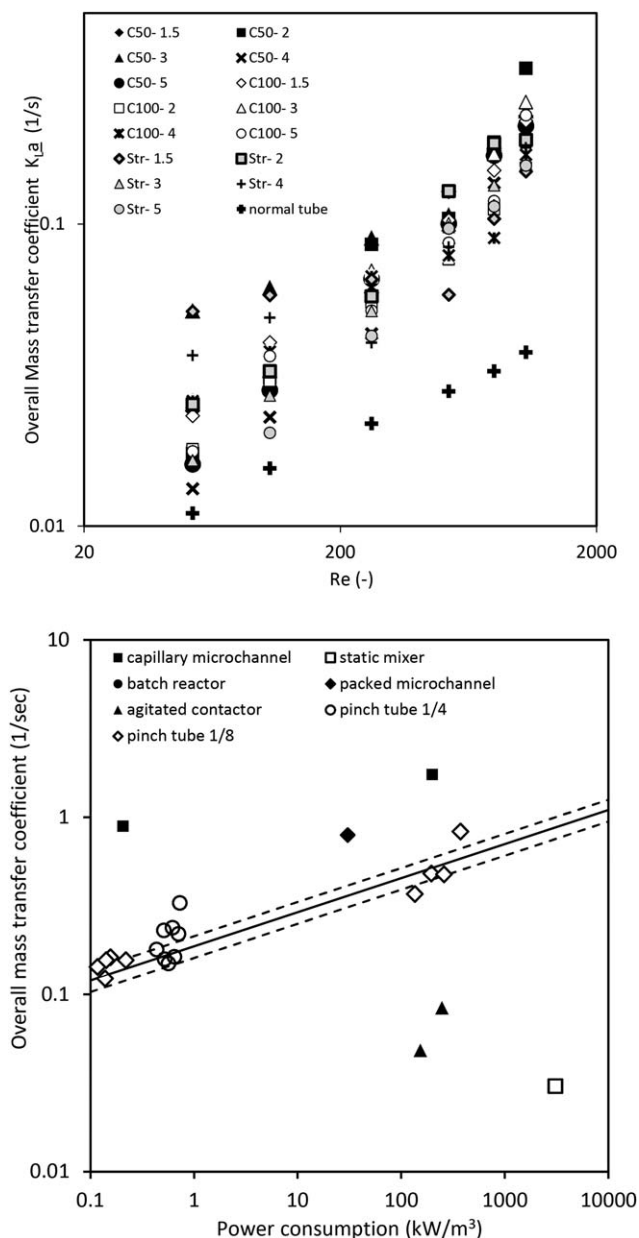 C50- 1.5 C50- 2
C50- 3 C50- 4
C50- 5 C100- 1.5
C100- 2 C100- 3
C100- 4 C100- 5
Str- 1.5 Str- 2
Str- 3 Str- 4
Str- 5 normal tube
Overall Mass transfer coefficient KLa (1/s)
0.1
0.01
20 200 2000
Re (-)
10
capillary microchannel static mixer
batch reactor packed microchannel
agitated contactor pinch tube 1/4
pinch tube 1/8
Overall mass transfer coefficient (1/sec)
1
0.1
0.01
0.1 1 10 100 1000 10000
Power consumption (kW/m³)